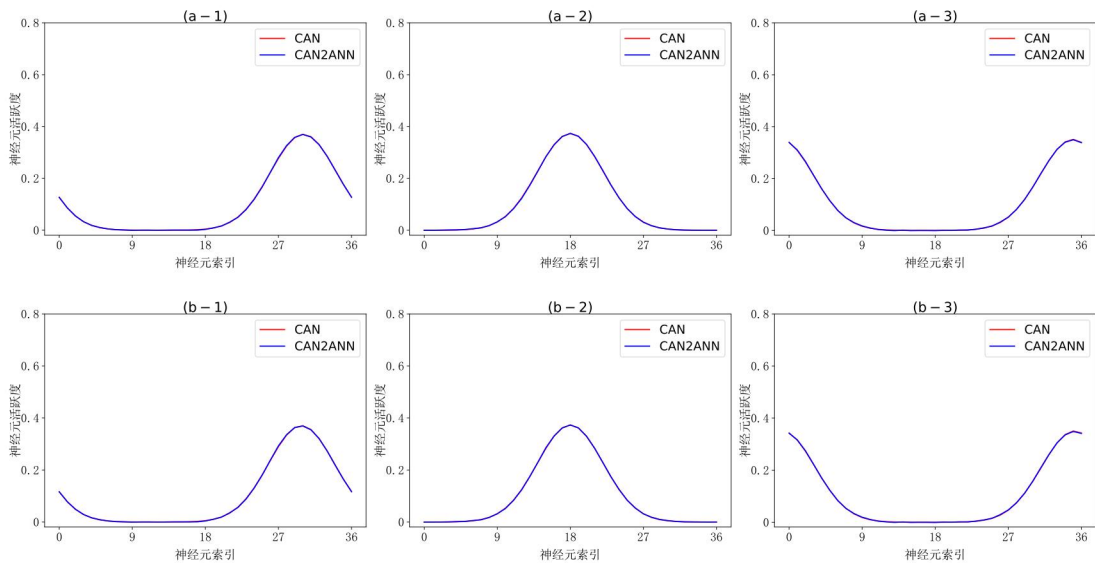 (a − 1)
0.8
0.6
0.4
0.2
0
神经元活跃度
CAN
CAN2ANN
0 9 18 27 36
神经元索引
(a − 2)
0.8
0.6
0.4
0.2
0
神经元活跃度
CAN
CAN2ANN
0 9 18 27 36
神经元索引
(a − 3)
0.8
0.6
0.4
0.2
0
神经元活跃度
CAN
CAN2ANN
0 9 18 27 36
神经元索引
(b − 1)
0.8
0.6
0.4
0.2
0
神经元活跃度
CAN
CAN2ANN
0 9 18 27 36
神经元索引
(b − 2)
0.8
0.6
0.4
0.2
0
神经元活跃度
CAN
CAN2ANN
0 9 18 27 36
神经元索引
(b − 3)
0.8
0.6
0.4
0.2
0
神经元活跃度
CAN
CAN2ANN
0 9 18 27 36
神经元索引